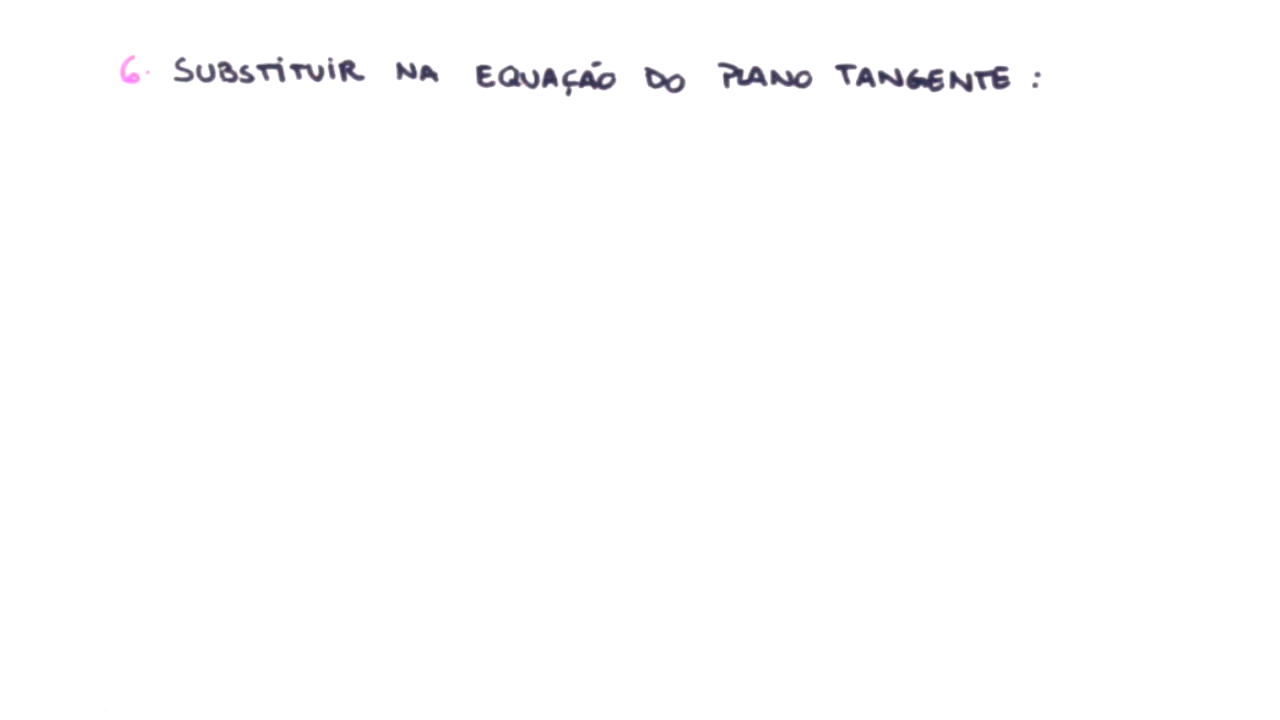 6. SUBSTITUIR NA EQUAÇÃO DO PLANO TANGENTE :